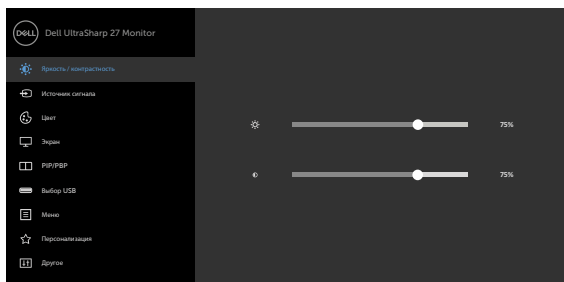 DELL
Dell UltraSharp 27 Monitor
Яркость / контрастность
Источник сигнала
Цвет
Экран
PIP/PBP
Выбор USB
Меню
Персонализация
Другое
75%
75%